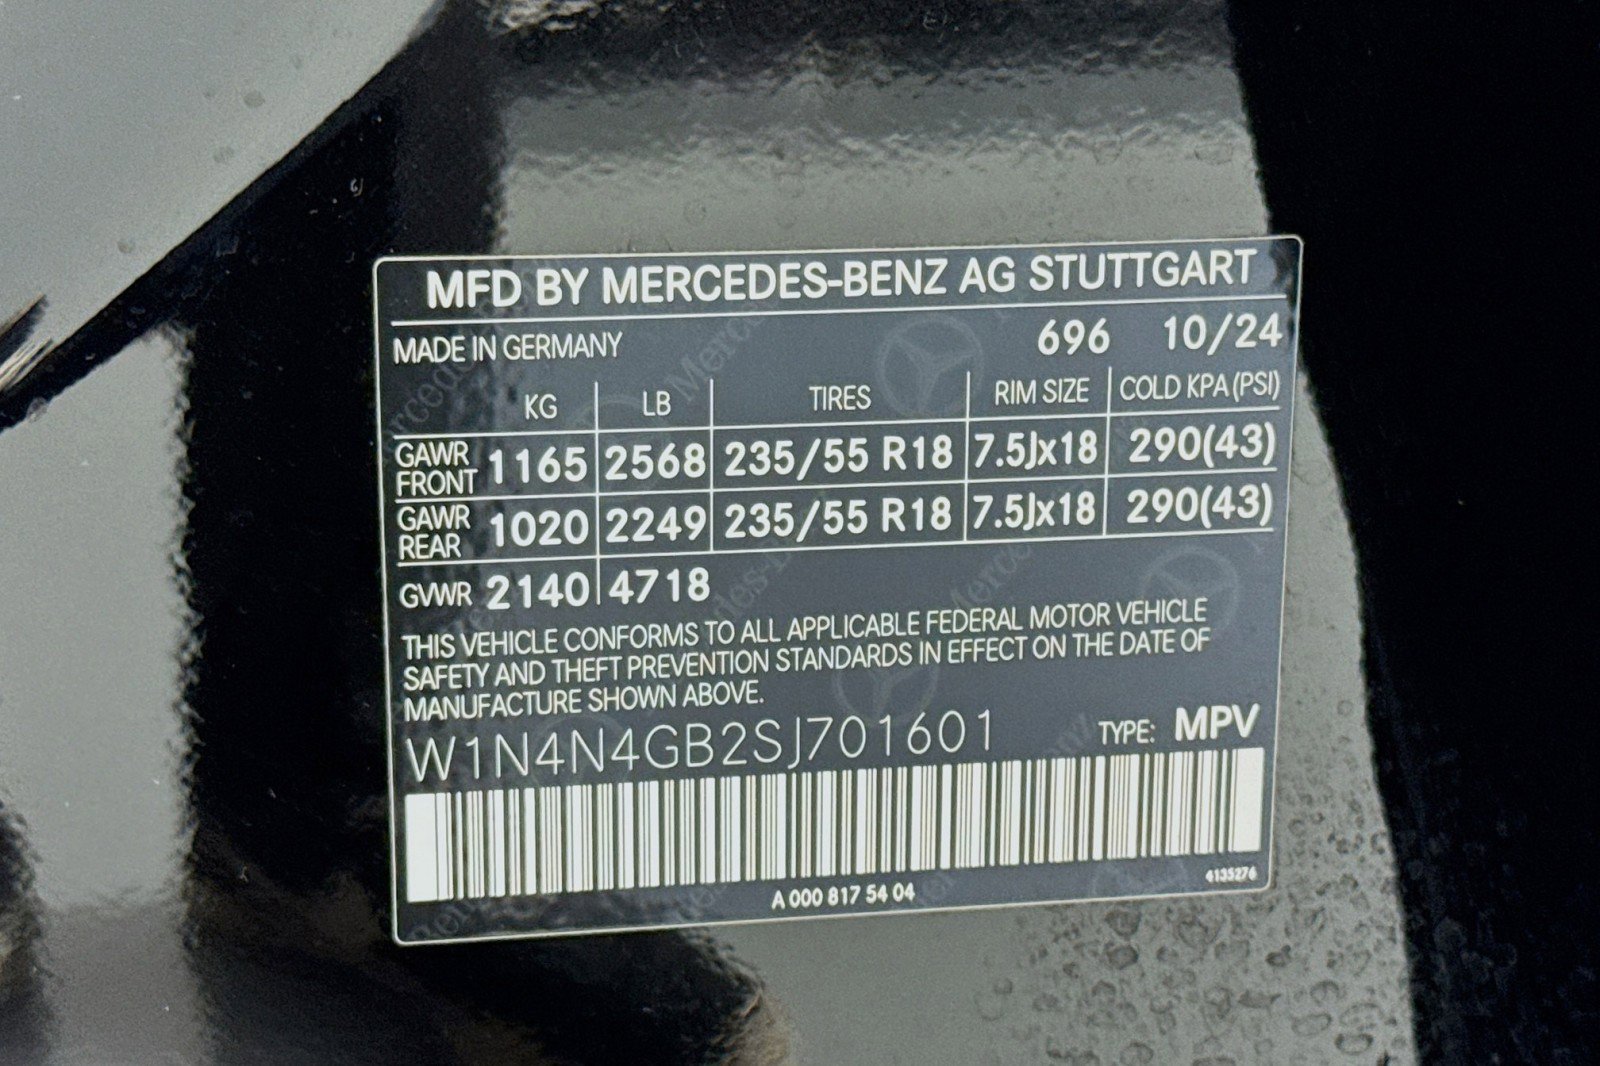 MFD BY MERCEDES-BENZ AG STUTTGART
MADE IN GERMANY 696 10/24
KG LB TIRES RIM SIZE COLD KPA (PSI)
GAWR FRONT 1165 2568 235/55 R18 7.5Jx18 290(43)
GAWR REAR 1020 2249 235/55 R18 7.5Jx18 290(43)
GVWR 2140 4718
THIS VEHICLE CONFORMS TO ALL APPLICABLE FEDERAL MOTOR VEHICLE
SAFETY AND THEFT PREVENTION STANDARDS IN EFFECT ON THE DATE OF
MANUFACTURE SHOWN ABOVE.
W1N4N4GB2SJ701601 TYPE: MPV
A 000 817 54 04
4135276